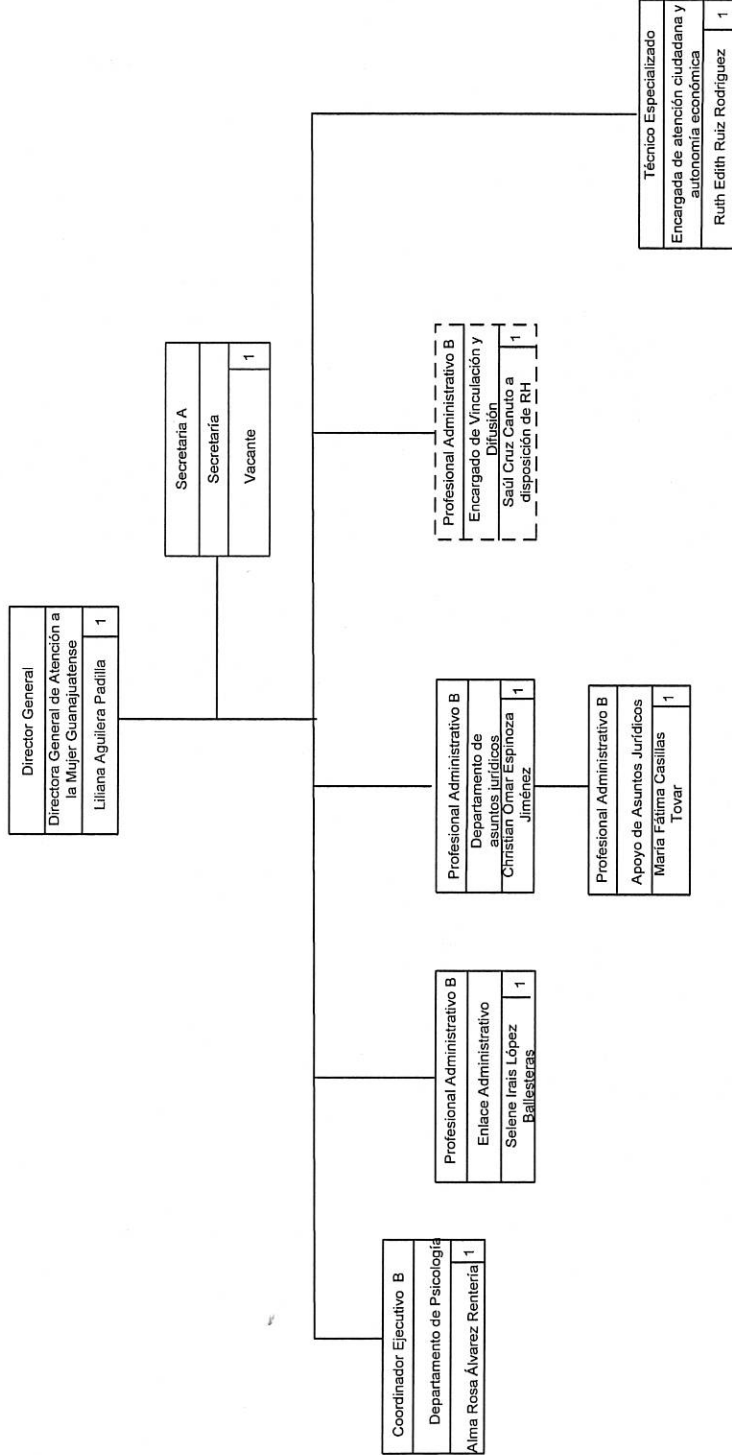 Director General
Directora General de Atención a
la Mujer Guanajuatense
Liliana Aguilera Padilla
1
Secretaria A
Secretaría
Vacante
1
Coordinador Ejecutivo B
Departamento de Psicología
Alma Rosa Álvarez Rentería
1
Profesional Administrativo B
Enlace Administrativo
Selene Irais López
Ballesteras
1
Profesional Administrativo B
Departamento de
asuntos jurídicos
Christian Omar Espinoza
Jiménez
1
Profesional Administrativo B
Apoyo de Asuntos Jurídicos
María Fátima Casillas
Tovar
1
Profesional Administrativo B
Encargado de Vinculación y
Difusión
Saúl Cruz Canuto a
disposición de RH
1
Técnico Especializado
Encargada de atención ciudadana y
autonomía económica
Ruth Edith Ruiz Rodríguez
1